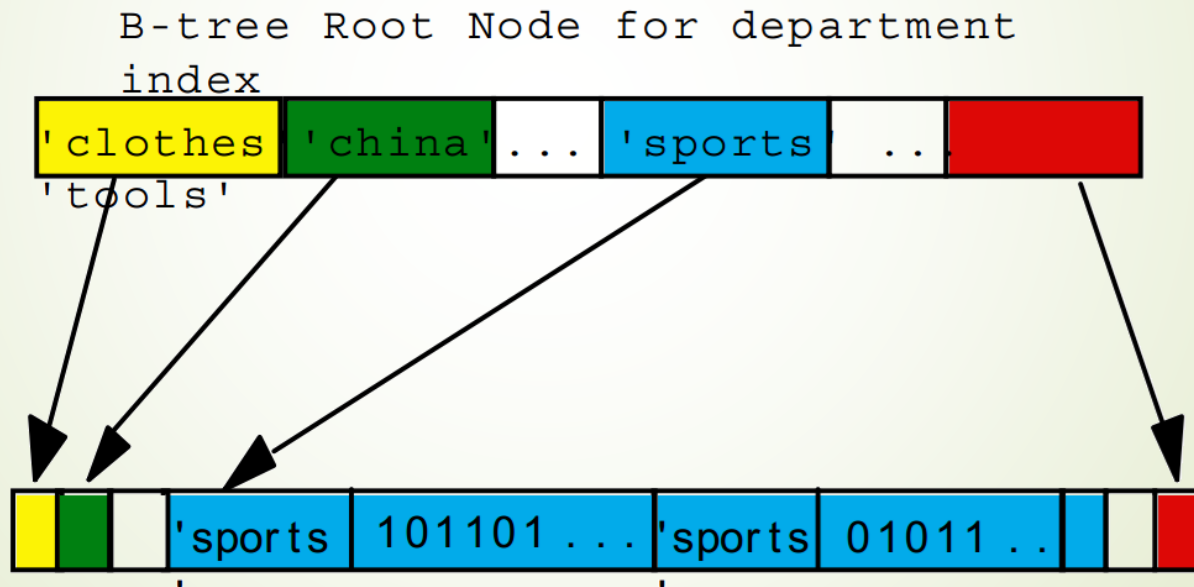 B-tree Root Node for department
index
'clothes' 'china' ... 'sports' ...
'tools'
'sports 101101 ... 'sports 01011 ..
' '